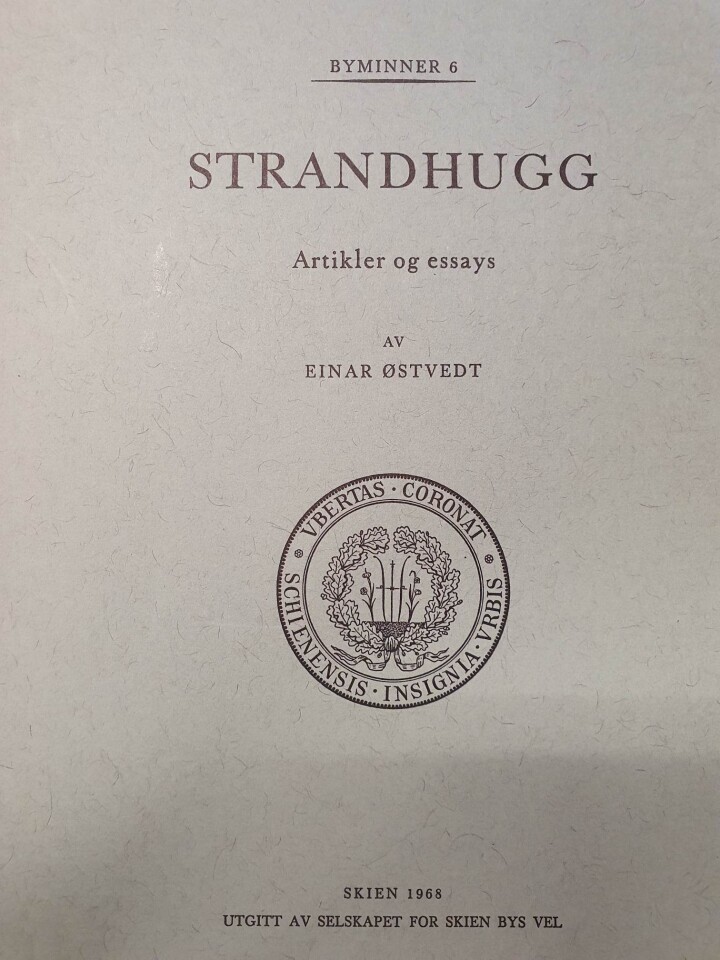 BYMINNER 6
STRANDHUGG
Artikler og essays
AV
EINAR ØSTVEDT
VBERTAS · CORONAT
SCHIENENSIS · INSIGNIA · VRBIS
SKIEN 1968
UTGITT AV SELSKAPET FOR SKIEN BYS VEL